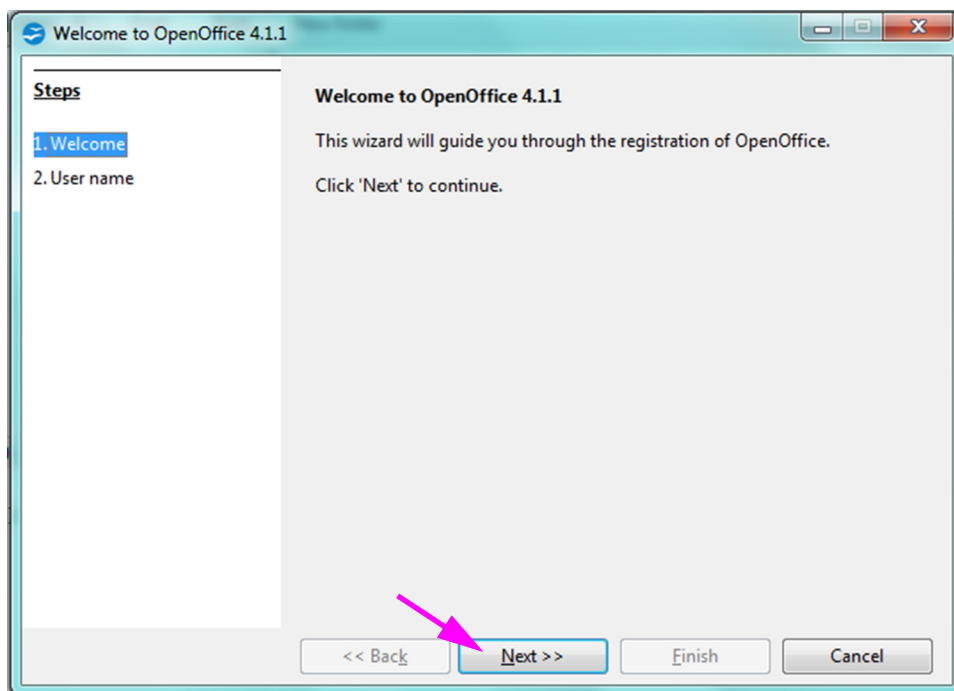 Welcome to OpenOffice 4.1.1
Steps
1. Welcome
2. User name
Welcome to OpenOffice 4.1.1
This wizard will guide you through the registration of OpenOffice.
Click 'Next' to continue.
<< Back Next >> Finish Cancel